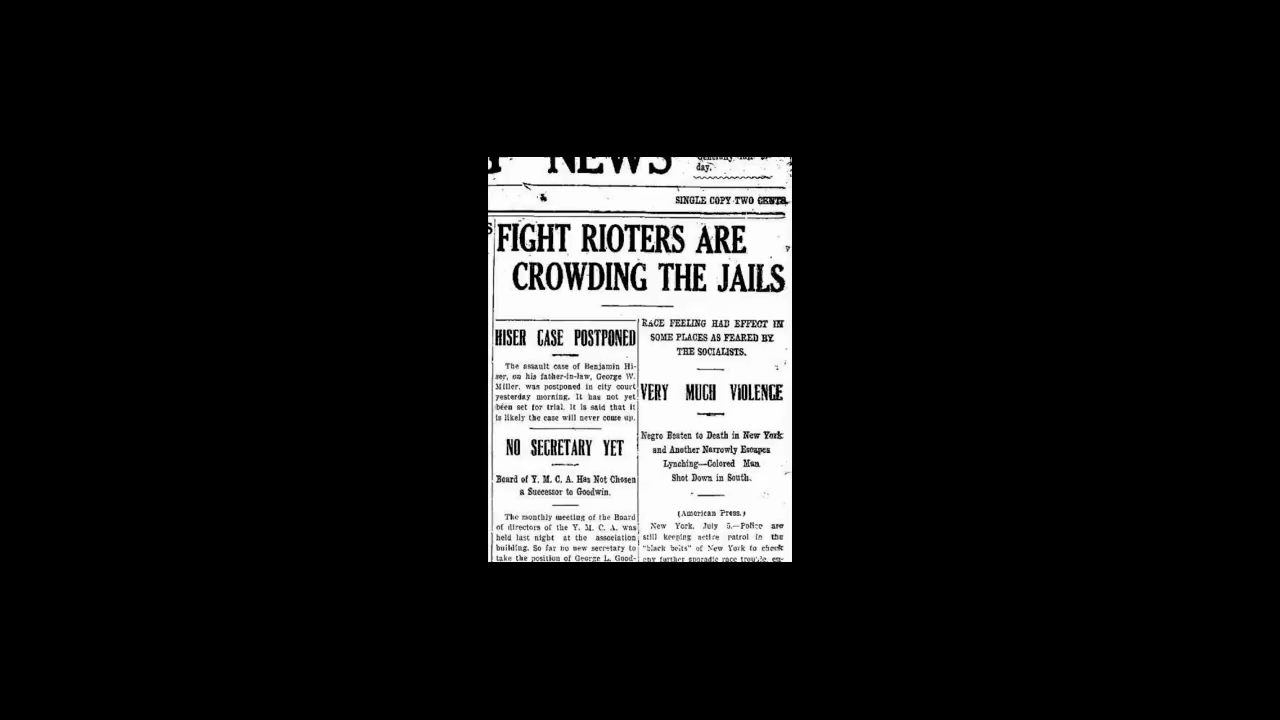 NEWS
day.
SINGLE COPY TWO CENTS.
FIGHT RIOTERS ARE
CROWDING THE JAILS
HISER CASE POSTPONED
The assault case of Benjamin Hi-
ser, on his father-in-law, George W.
Miller, was postponed in city court
yesterday morning. It has not yet
been set for trial. It is said that it
is likely the case will never come up.
NO SECRETARY YET
Board of Y. M. C. A. Has Not Chosen
a Successor to Goodwin.
The monthly meeting of the Board
of directors of the Y. M. C. A. was
held last night at the association
building. So far no new secretary to
take the position of George L. Good-
RACE FEELING HAD EFFECT IN
SOME PLACES AS FEARED BY
THE SOCIALISTS.
VERY MUCH VIOLENCE
Negro Beaten to Death in New York
and Another Narrowly Escapes
Lynching—Colored Man
Shot Down in South.
(American Press.)
New York, July 5.—Police are
still keeping active patrol in the
"black belts" of New York to check
any further sporadic race trouble, en-